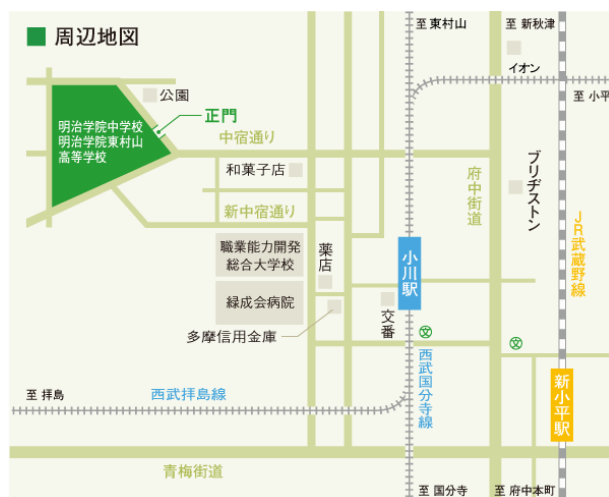 周辺地図
至 東村山
至 新秋津
イオン
至 小平
公園
正門
明治学院中学校
明治学院東村山
高等学校
中宿通り
和菓子店
府中街道
ブリヂストン
新中宿通り
JR武蔵野線
職業能力開発
総合大学校
薬店
小川駅
緑成会病院
交番
多摩信用金庫
文
文
西武国分寺線
至 拝島
西武拝島線
新小平駅
青梅街道
至 国分寺
至 府中本町